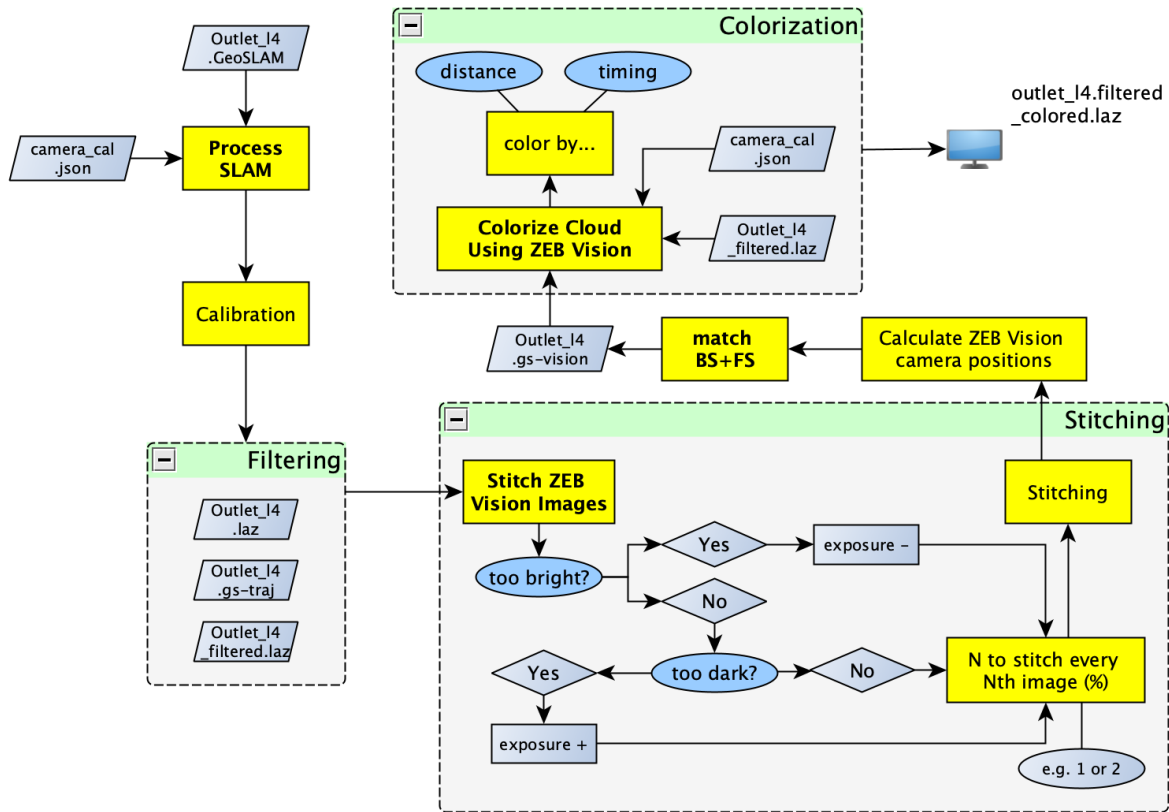 Outlet_l4
.GeoSLAM
camera_cal
.json
Process
SLAM
Calibration
Filtering
Outlet_l4
.laz
Outlet_l4
.gs-traj
Outlet_l4
_filtered.laz
Colorization
distance
timing
color by...
camera_cal
.json
Colorize Cloud
Using ZEB Vision
Outlet_l4
_filtered.laz
outlet_l4.filtered
_colored.laz
Outlet_l4
.gs-vision
match
BS+FS
Calculate ZEB Vision
camera positions
Stitching
Stitch ZEB
Vision Images
Stitching
too bright?
Yes
exposure -
No
too dark?
Yes
No
exposure +
N to stitch every
Nth image (%)
e.g. 1 or 2